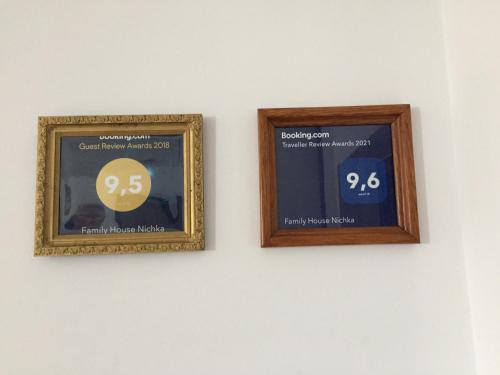 Booking.com
Guest Review Awards 2018
9,5
Family House Nichka
Booking.com
Traveller Review Awards 2021
9,6
Family House Nichka